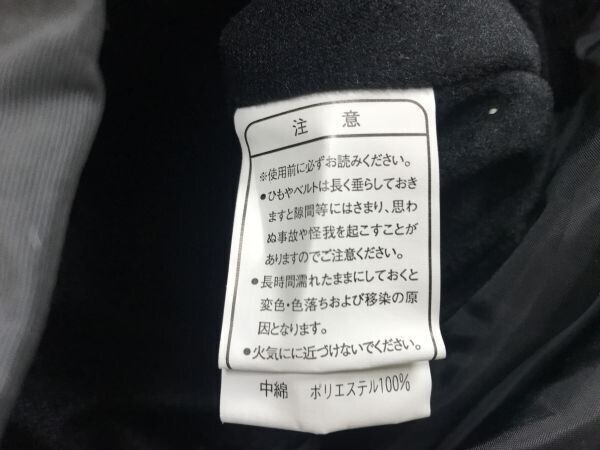 注意
※使用前に必ずお読みください。
●ひもやベルトは長く垂らしておき
ますと隙間等にはさまり、思わ
ぬ事故や怪我を起こすことが
ありますのでご注意ください。
●長時間濡れたままにしておくと
変色・色落ちおよび移染の原
因となります。
●火気にに近づけないでください。
中綿 ポリエステル100%